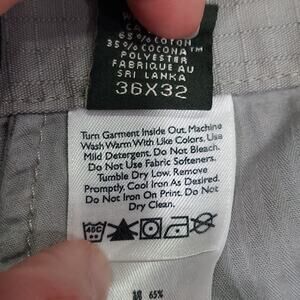 65% COTON
35% COCONA™
POLYESTER
FABRIQUÉ AU
SRI LANKA
36X32
Turn Garment Inside Out. Machine
Wash Warm With Like Colors. Use
Mild Detergent. Do Not Bleach.
Do Not Use Fabric Softeners.
Tumble Dry Low. Remove
Promptly. Cool Iron As Desired.
Do Not Iron On Print. Do Not
Dry Clean.
40C
65%